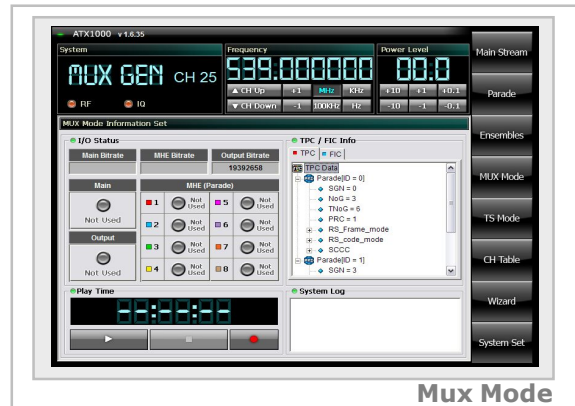 ATX1000 v 1.6.35
System
MUX GEN CH 25
RF IQ
Frequency
539.000000
▲ CH Up +1 MHz KHz
▼ CH Down -1 100KHz Hz
Power Level
00.0
+10 +1 +0.1
-10 -1 -0.1
Main Stream
Parade
Ensembles
MUX Mode
TS Mode
CH Table
Wizard
System Set
MUX Mode Information Set
I/O Status
Main Bitrate MHE Bitrate Output Bitrate
19392658
Main
Not Used
Output
Not Used
MHE (Parade)
1 Not Used 5 Not Used
2 Not Used 6 Not Used
3 Not Used 7 Not Used
4 Not Used 8 Not Used
TPC / FIC Info
TPC FIC
TPC Data
Parade[ID = 0]
SGN = 0
NoG = 3
TNoG = 6
PRC = 1
RS_Frame_mode
RS_code_mode
SCCC
Parade[ID = 1]
SGN = 3
Play Time
--:--:--
System Log
Mux Mode